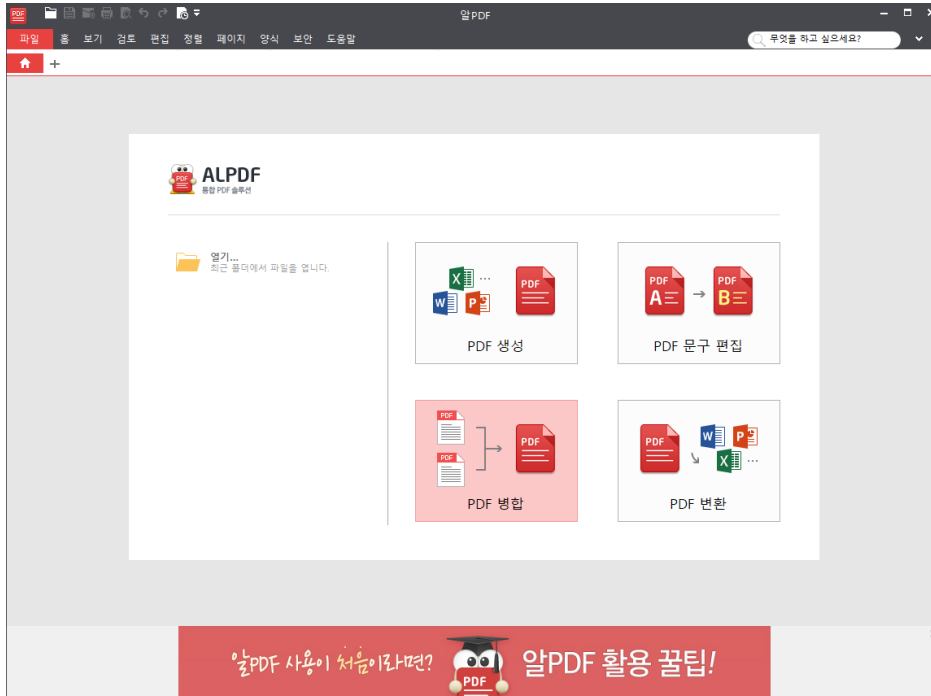 PDF
알PDF
파일 홈 보기 검토 편집 정렬 페이지 양식 보안 도움말
무엇을 하고 싶으세요?
PDF
ALPDF
통합 PDF 솔루션
열기...
최근 폴더에서 파일을 엽니다.
X ...
W P
PDF
PDF 생성
PDF
A
PDF
B
PDF 문구 편집
PDF
PDF
PDF
PDF 병합
PDF
W P
X ...
PDF 변환
알PDF 사용이 처음이라면?
PDF
알PDF 활용 꿀팁!